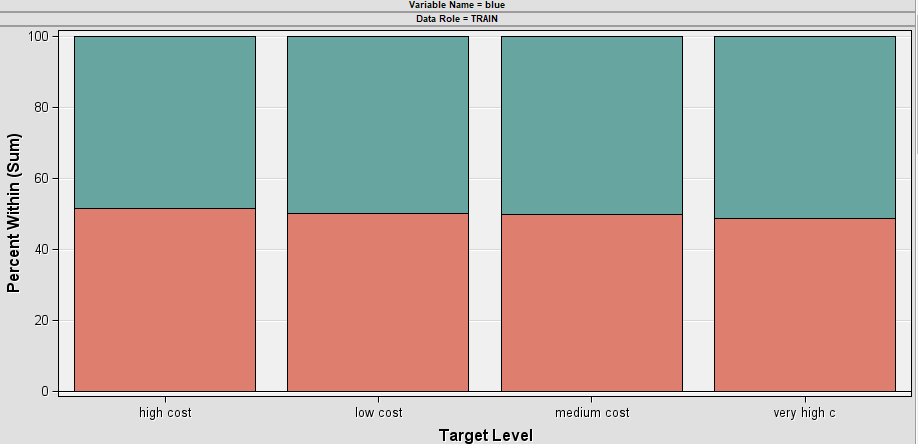 Variable Name = blue
Data Role = TRAIN
Percent Within (Sum)
100
80
60
40
20
0
high cost low cost medium cost very high c
Target Level